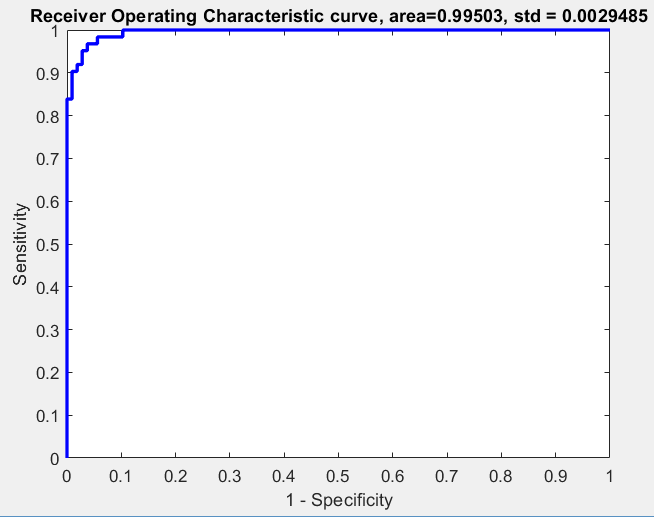 Receiver Operating Characteristic curve, area=0.99503, std = 0.0029485
1
0.9
0.8
0.7
0.6
0.5
0.4
0.3
0.2
0.1
0
Sensitivity
0 0.1 0.2 0.3 0.4 0.5 0.6 0.7 0.8 0.9 1
1 - Specificity